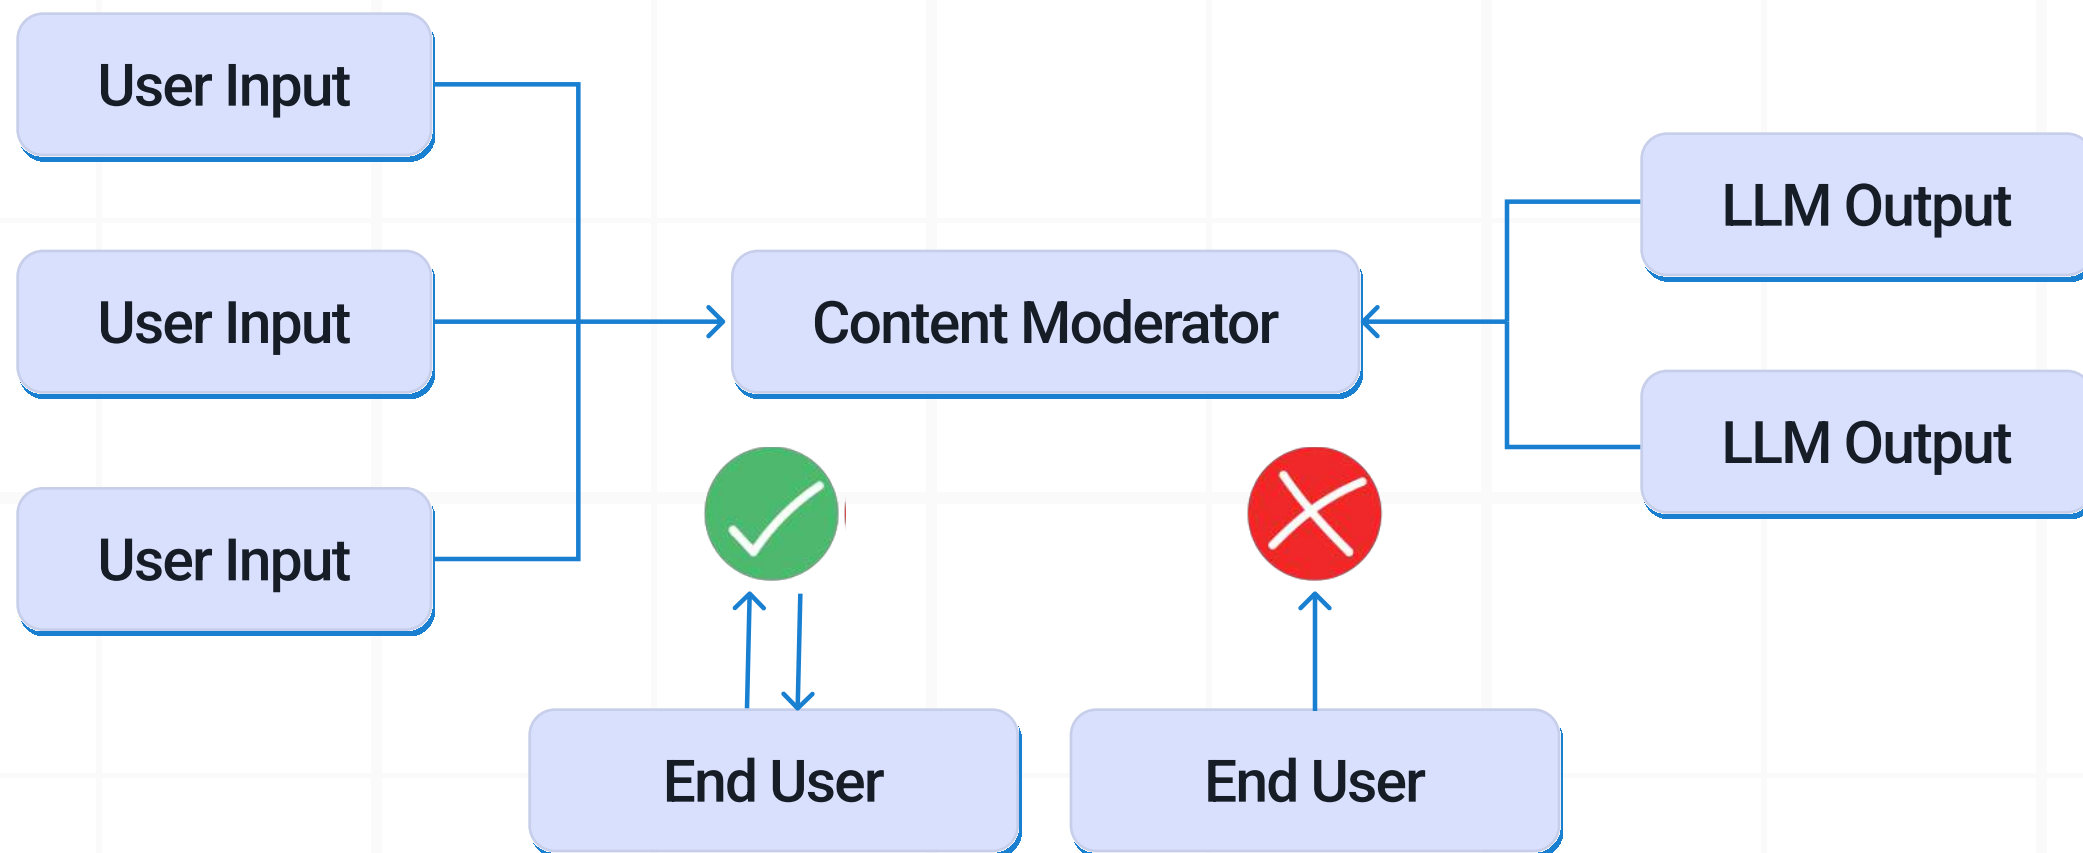 User Input
User Input
User Input
Content Moderator
LLM Output
LLM Output
End User
End User